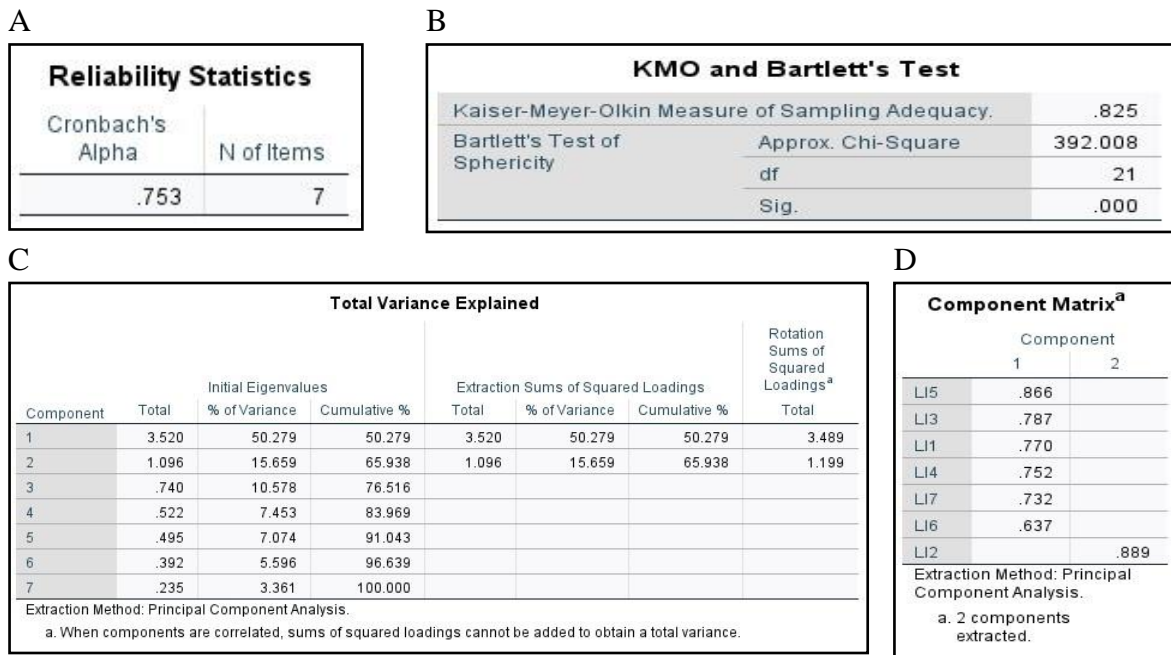 A
Reliability Statistics
Cronbach's
Alpha N of Items
.753 7
B
KMO and Bartlett's Test
Kaiser-Meyer-Olkin Measure of Sampling Adequacy. .825
Bartlett's Test of Approx. Chi-Square 392.008
Sphericity
df 21
Sig. .000
C
Total Variance Explained
Rotation
Sums of
Squared
Loadings a
Initial Eigenvalues Extraction Sums of Squared Loadings
Component Total % of Variance Cumulative % Total % of Variance Cumulative % Total
1 3.520 50.279 50.279 3.520 50.279 50.279 3.489
2 1.096 15.659 65.938 1.096 15.659 65.938 1.199
3 .740 10.578 76.516
4 .522 7.453 83.969
5 .495 7.074 91.043
6 .392 5.596 96.639
7 .235 3.361 100.000
Extraction Method: Principal Component Analysis.
a. When components are correlated, sums of squared loadings cannot be added to obtain a total variance.
D
Component Matrix a
Component
1 2
LI5 .866
LI3 .787
LI1 .770
LI4 .752
LI7 .732
LI6 .637
LI2 .889
Extraction Method: Principal
Component Analysis.
a. 2 components
extracted.